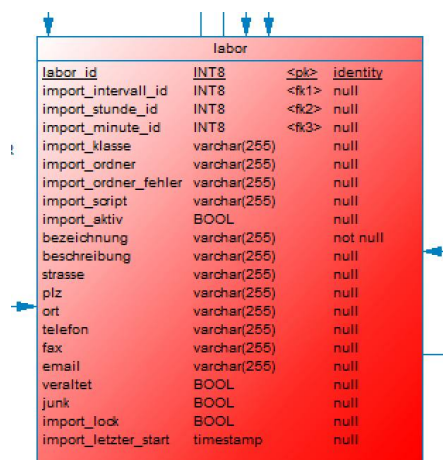 labor
labor_id INT8 <pk> identity
import_intervall_id INT8 <fk1> null
import_stunde_id INT8 <fk2> null
import_minute_id INT8 <fk3> null
import_klasse varchar(255) null
import_ordner varchar(255) null
import_ordner_fehler varchar(255) null
import_script varchar(255) null
import_aktiv BOOL null
bezeichnung varchar(255) not null
beschreibung varchar(255) null
strasse varchar(255) null
plz varchar(255) null
ort varchar(255) null
telefon varchar(255) null
fax varchar(255) null
email varchar(255) null
veraltet BOOL null
junk BOOL null
import_lock BOOL null
import_letzter_start timestamp null